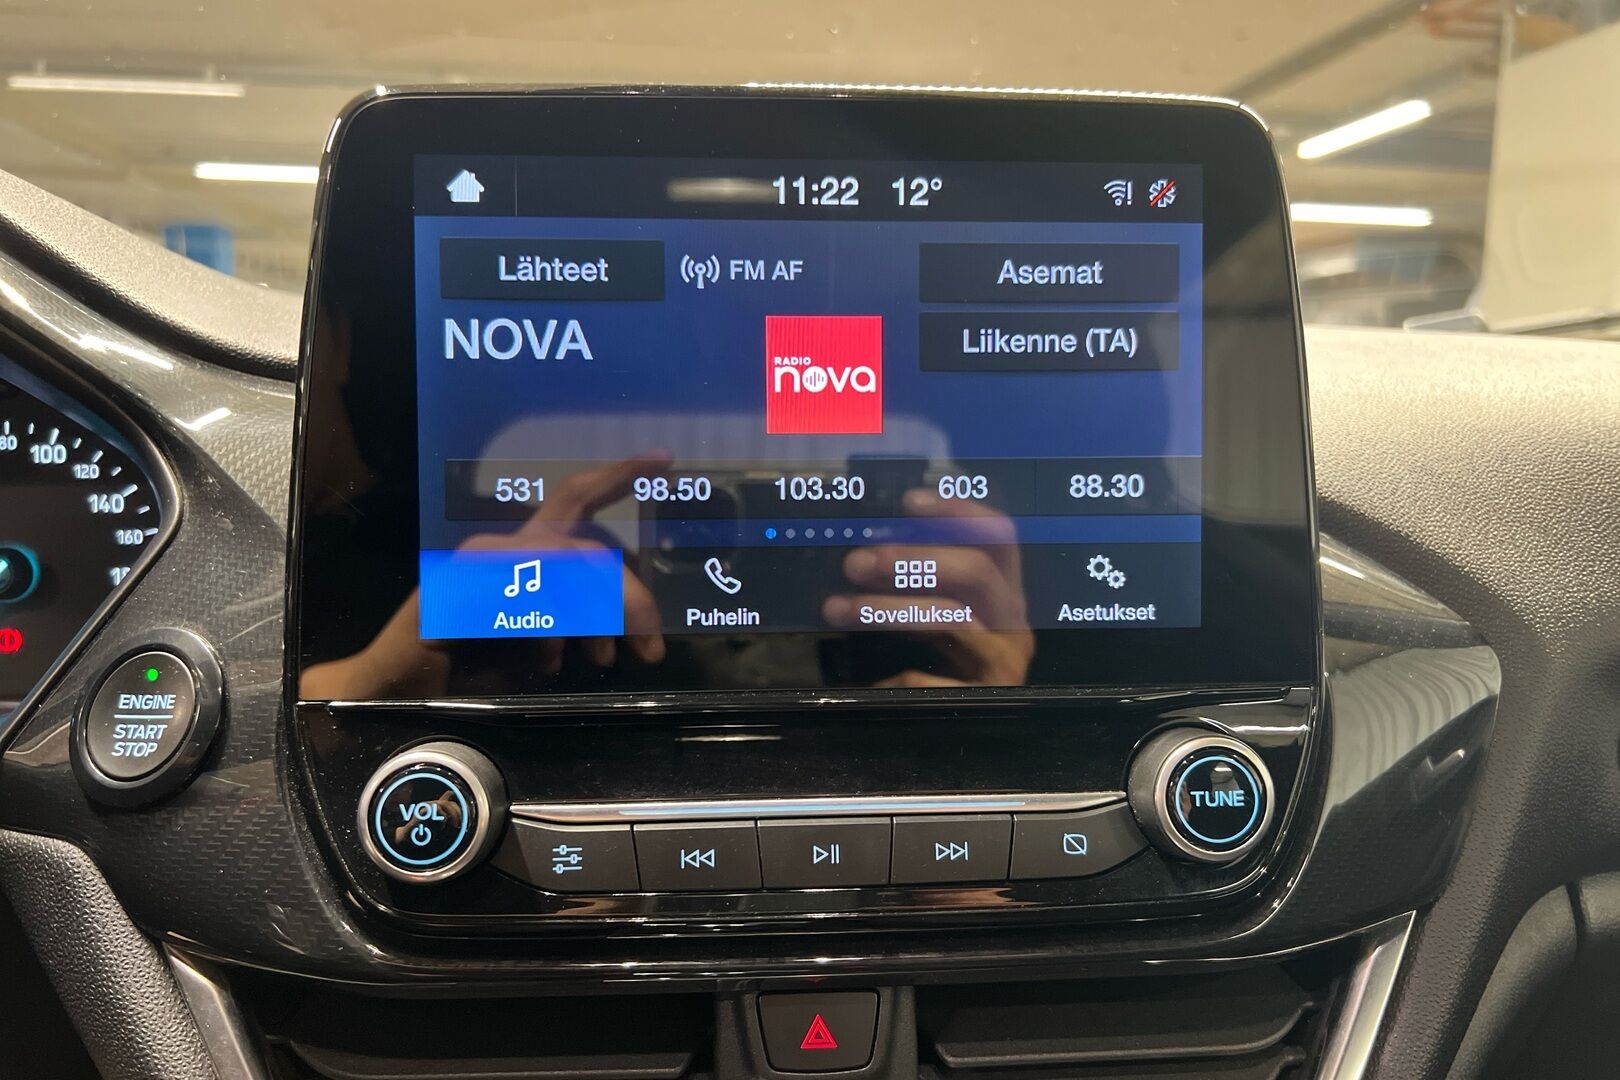 11:22 12°
Lähteet FM AF Asemat
NOVA
RADIO
nova
Liikenne (TA)
531 98.50 103.30 603 88.30
Audio Puhelin Sovellukset Asetukset
80 100 120 140 160
ENGINE
START
STOP
VOL
TUNE